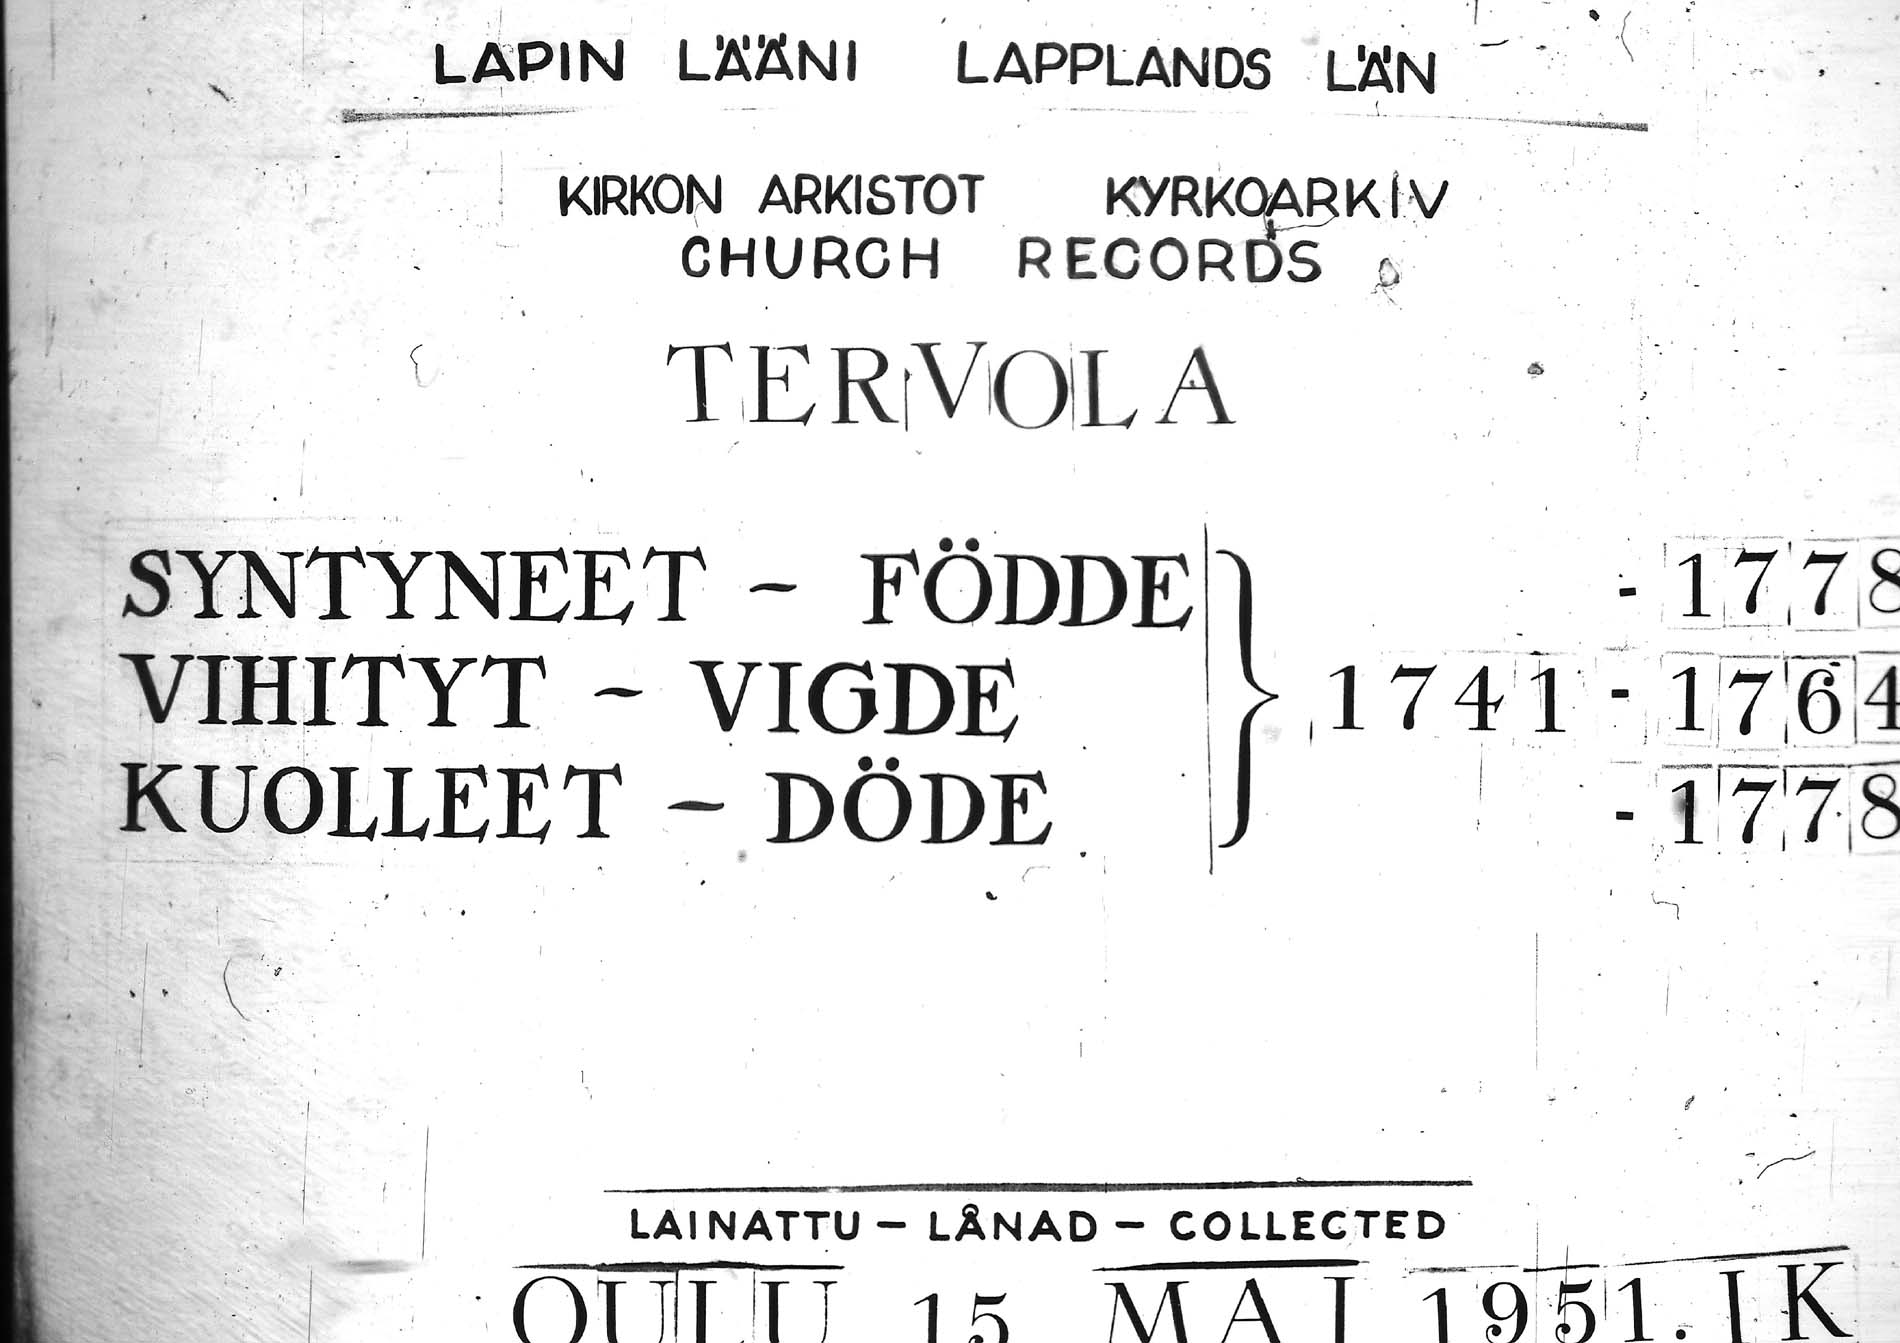 LAPIN LÄÄNI LAPPLANDS LÄN
KIRKON ARKISTOT KYRKOARKIV
CHURCH RECORDS
TERVOLA
SYNTYNEET - FÖDDE - 1778
VIHITYT - VIGDE 1741 - 1764
KUOLLEET - DÖDE - 1778
LAINATTU - LÅNAD - COLLECTED
OULU 15 MAJ 1951. IK